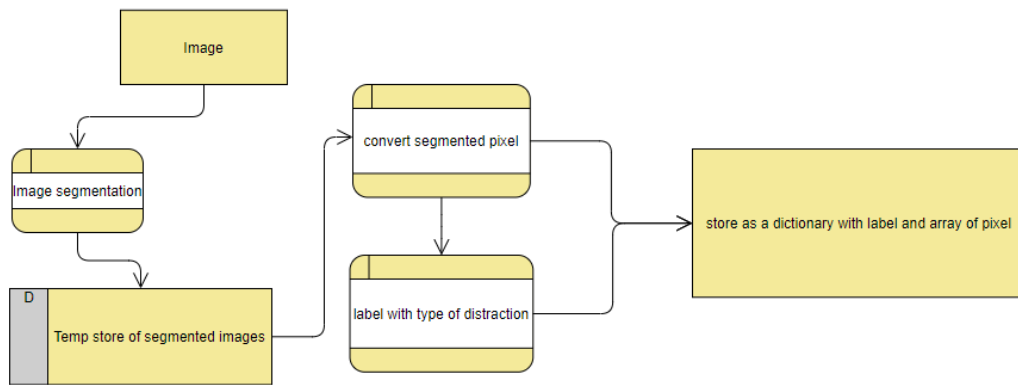 Image
Image segmentation
D
Temp store of segmented images
convert segmented pixel
label with type of distraction
store as a dictionary with label and array of pixel